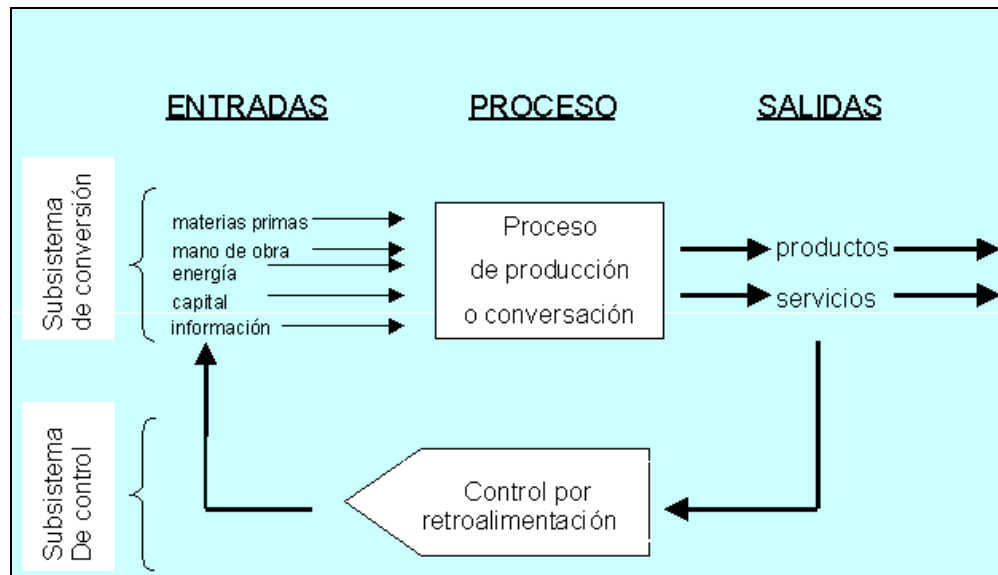 ENTRADAS
PROCESO
SALIDAS
Subsistema
de conversión
materias primas
mano de obra
energía
capital
información
Proceso
de producción
o conversación
productos
servicios
Subsistema
De control
Control por
retroalimentación